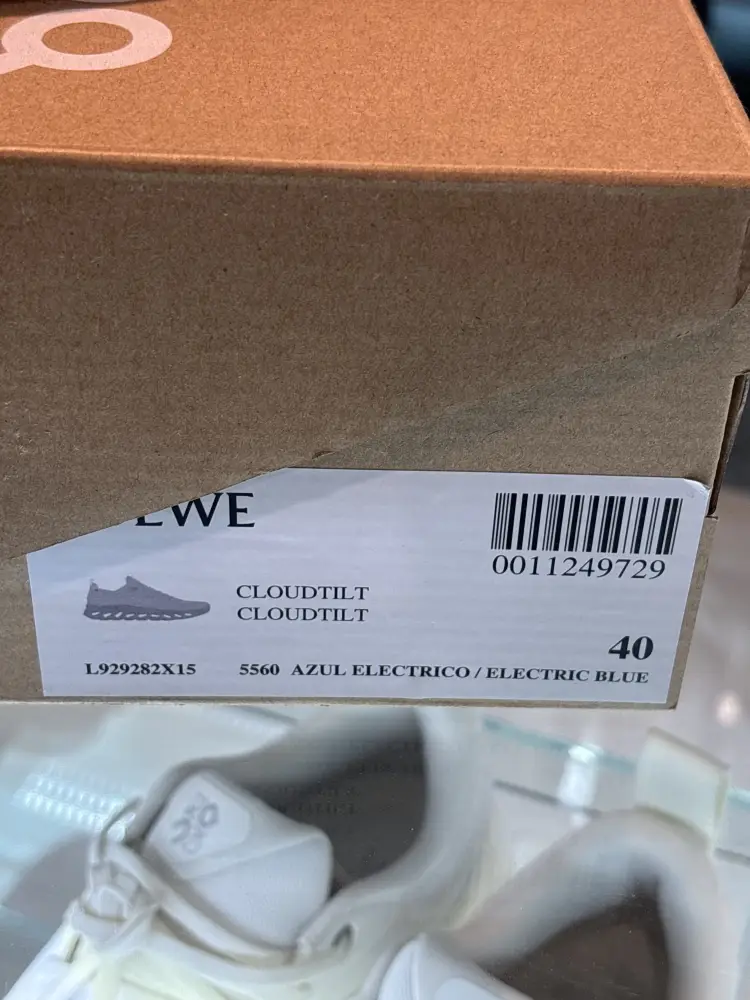 EWE
0011249729
CLOUDTILT
CLOUDTILT
40
L929282X15 5560 AZUL ELECTRICO / ELECTRIC BLUE